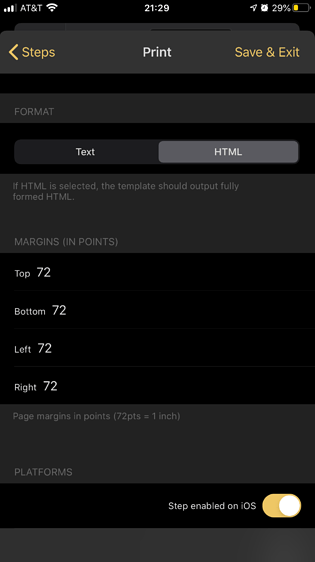 AT&T 21:29 29%
Steps Print Save & Exit
FORMAT
Text HTML
If HTML is selected, the template should output fully
formed HTML.
MARGINS (IN POINTS)
Top 72
Bottom 72
Left 72
Right 72
Page margins in points (72pts = 1 inch)
PLATFORMS
Step enabled on iOS